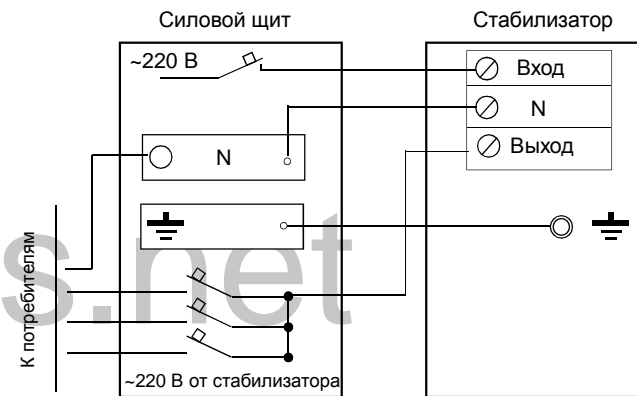 Силовой щит
Стабилизатор
~220 В
Вход
N
Выход
N
К потребителям
s.net
~220 В от стабилизатора